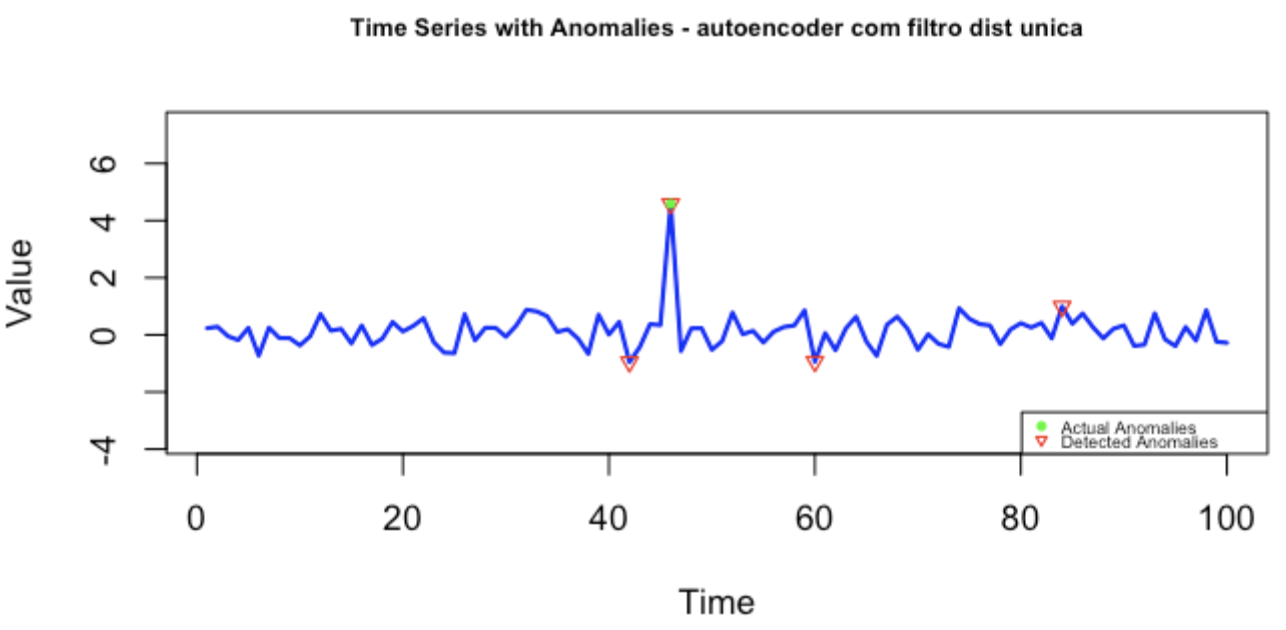 Time Series with Anomalies - autoencoder com filtro dist unica
Value
6
4
2
0
-4
Actual Anomalies
Detected Anomalies
0 20 40 60 80 100
Time